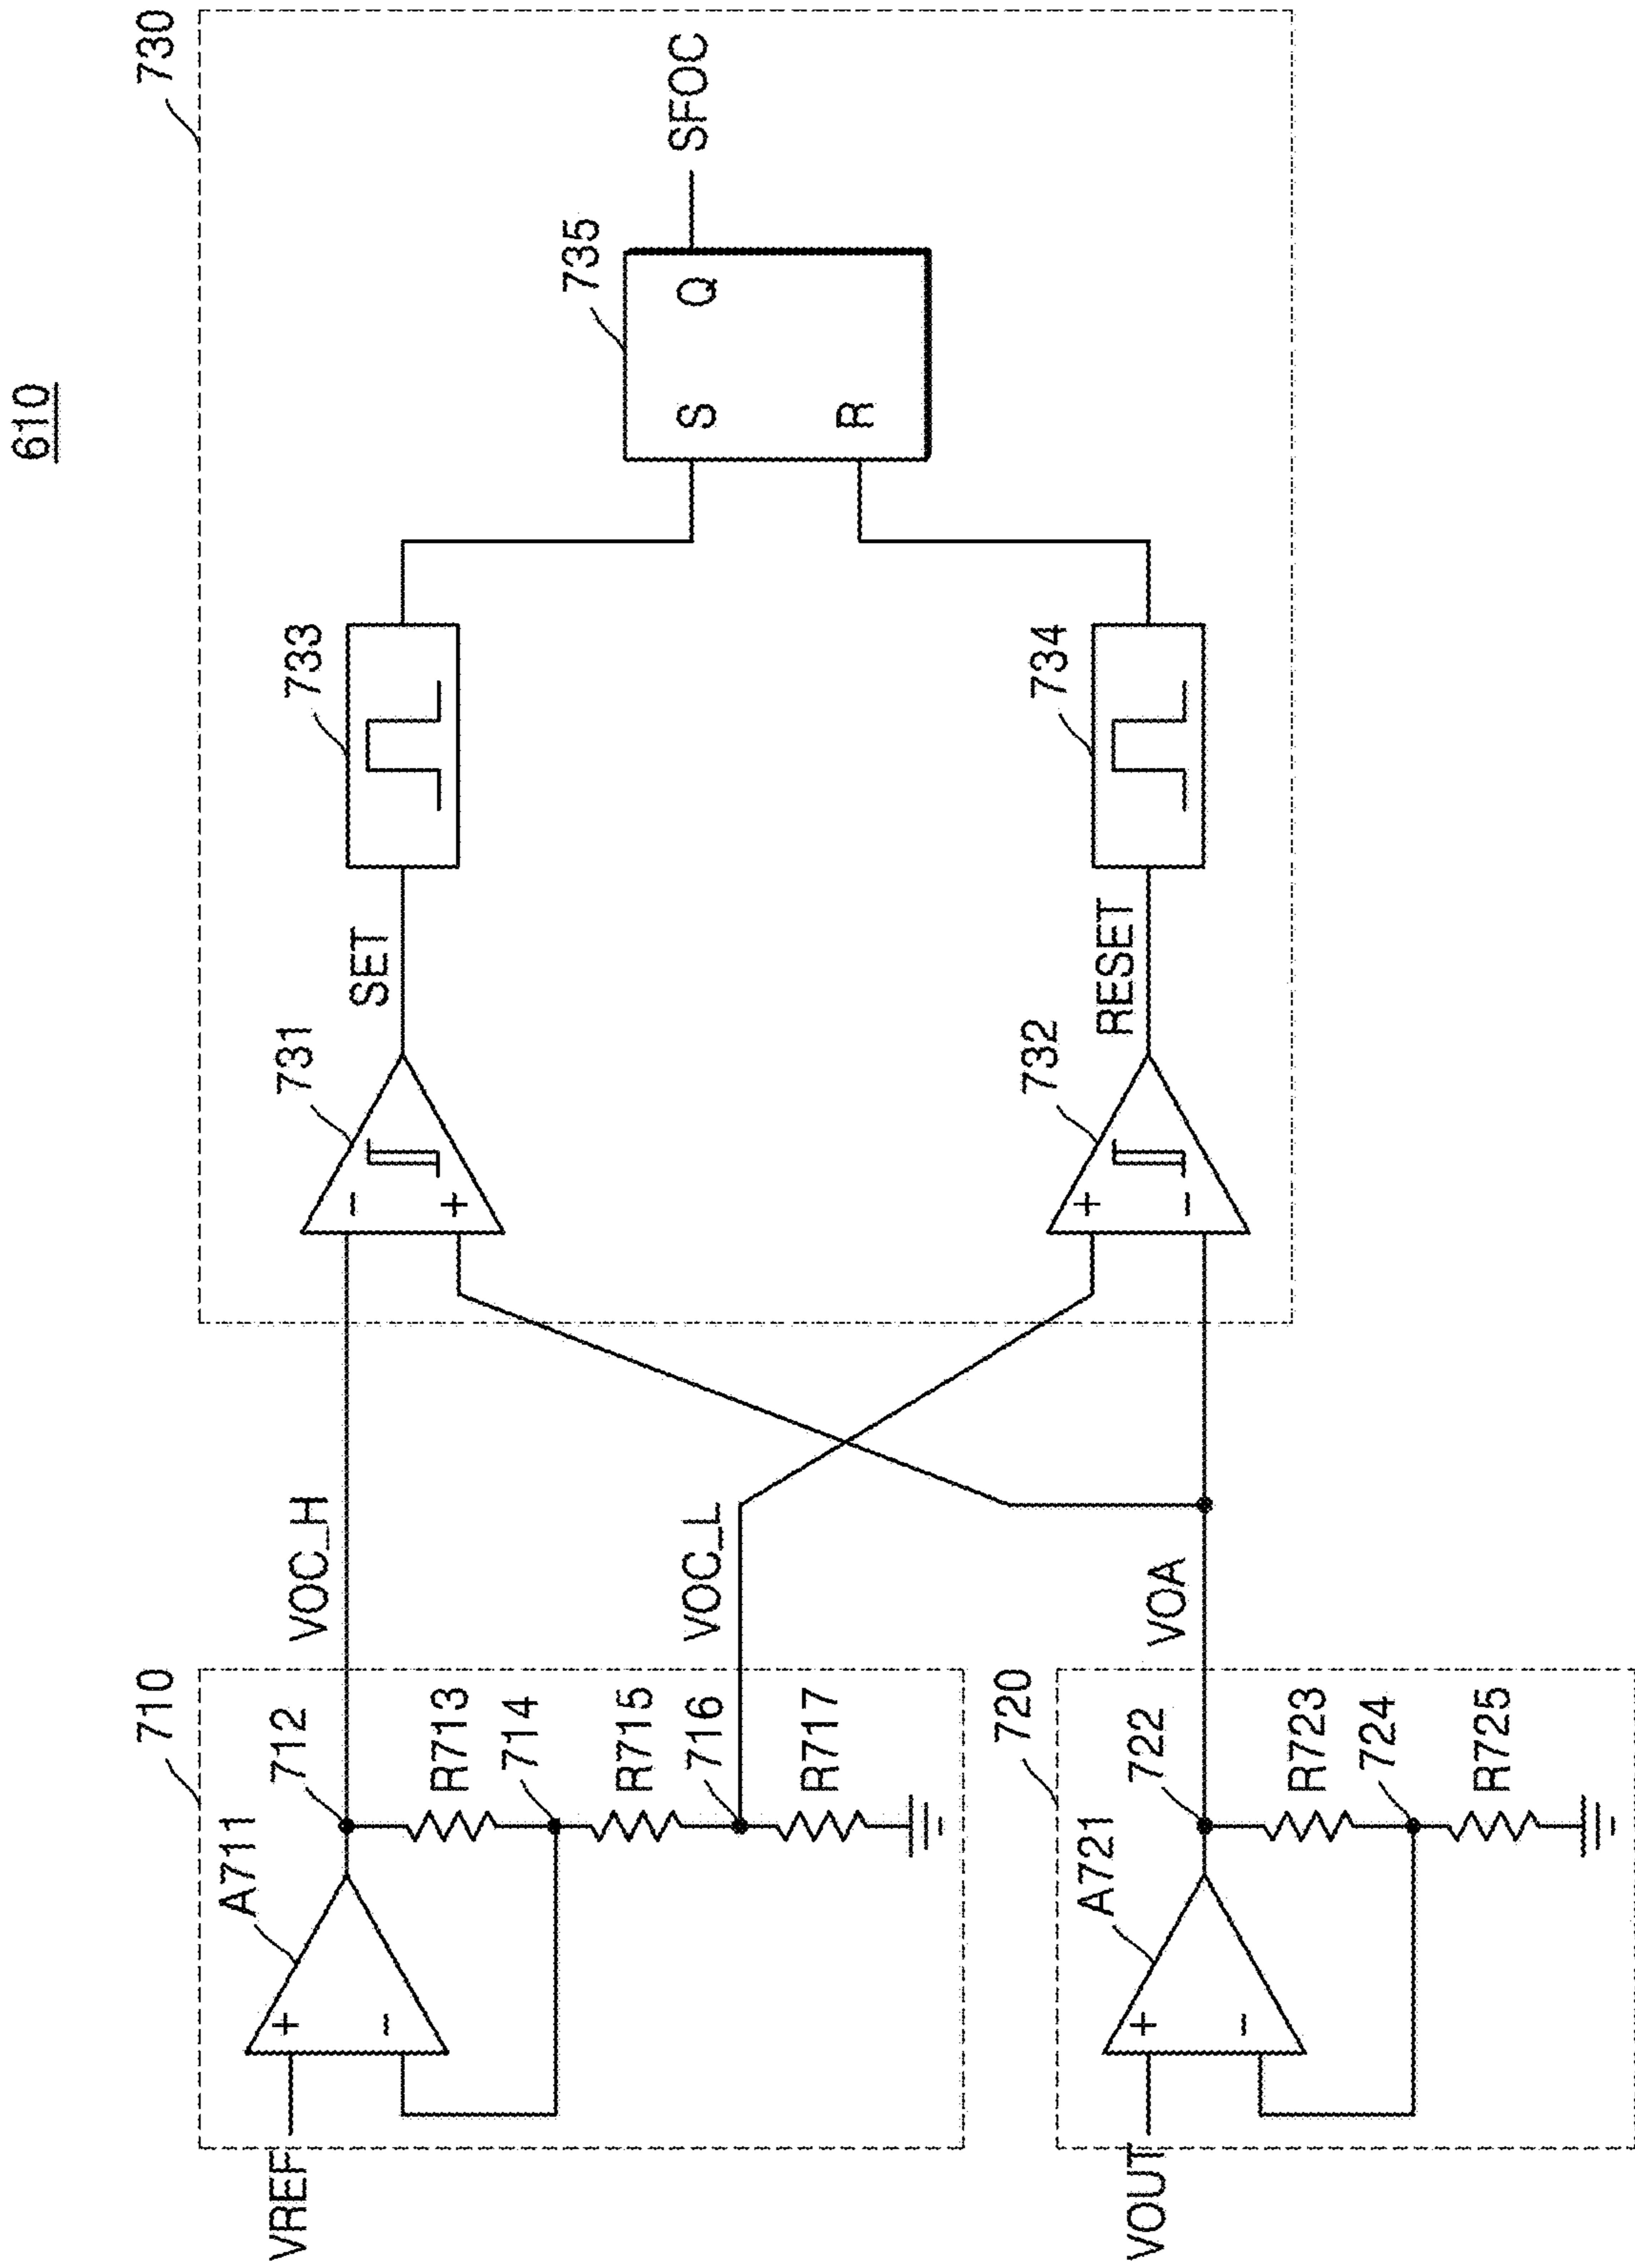 610
730
SFOC
735
S
Q
R
733
734
SET
RESET
731
-
+
732
+
-
VOC_H
VOC_L
VOA
710
712
R713
714
R715
716
R717
A711
+
-
VREF
720
722
R723
724
R725
A721
+
-
VOUT